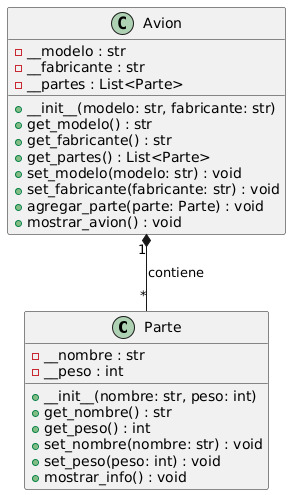 C Avion
__modelo : str
__fabricante : str
__partes : List<Parte>
__init__(modelo: str, fabricante: str)
get_modelo() : str
get_fabricante() : str
get_partes() : List<Parte>
set_modelo(modelo: str) : void
set_fabricante(fabricante: str) : void
agregar_parte(parte: Parte) : void
mostrar_avion() : void
1
contiene
*
C Parte
__nombre : str
__peso : int
__init__(nombre: str, peso: int)
get_nombre() : str
get_peso() : int
set_nombre(nombre: str) : void
set_peso(peso: int) : void
mostrar_info() : void